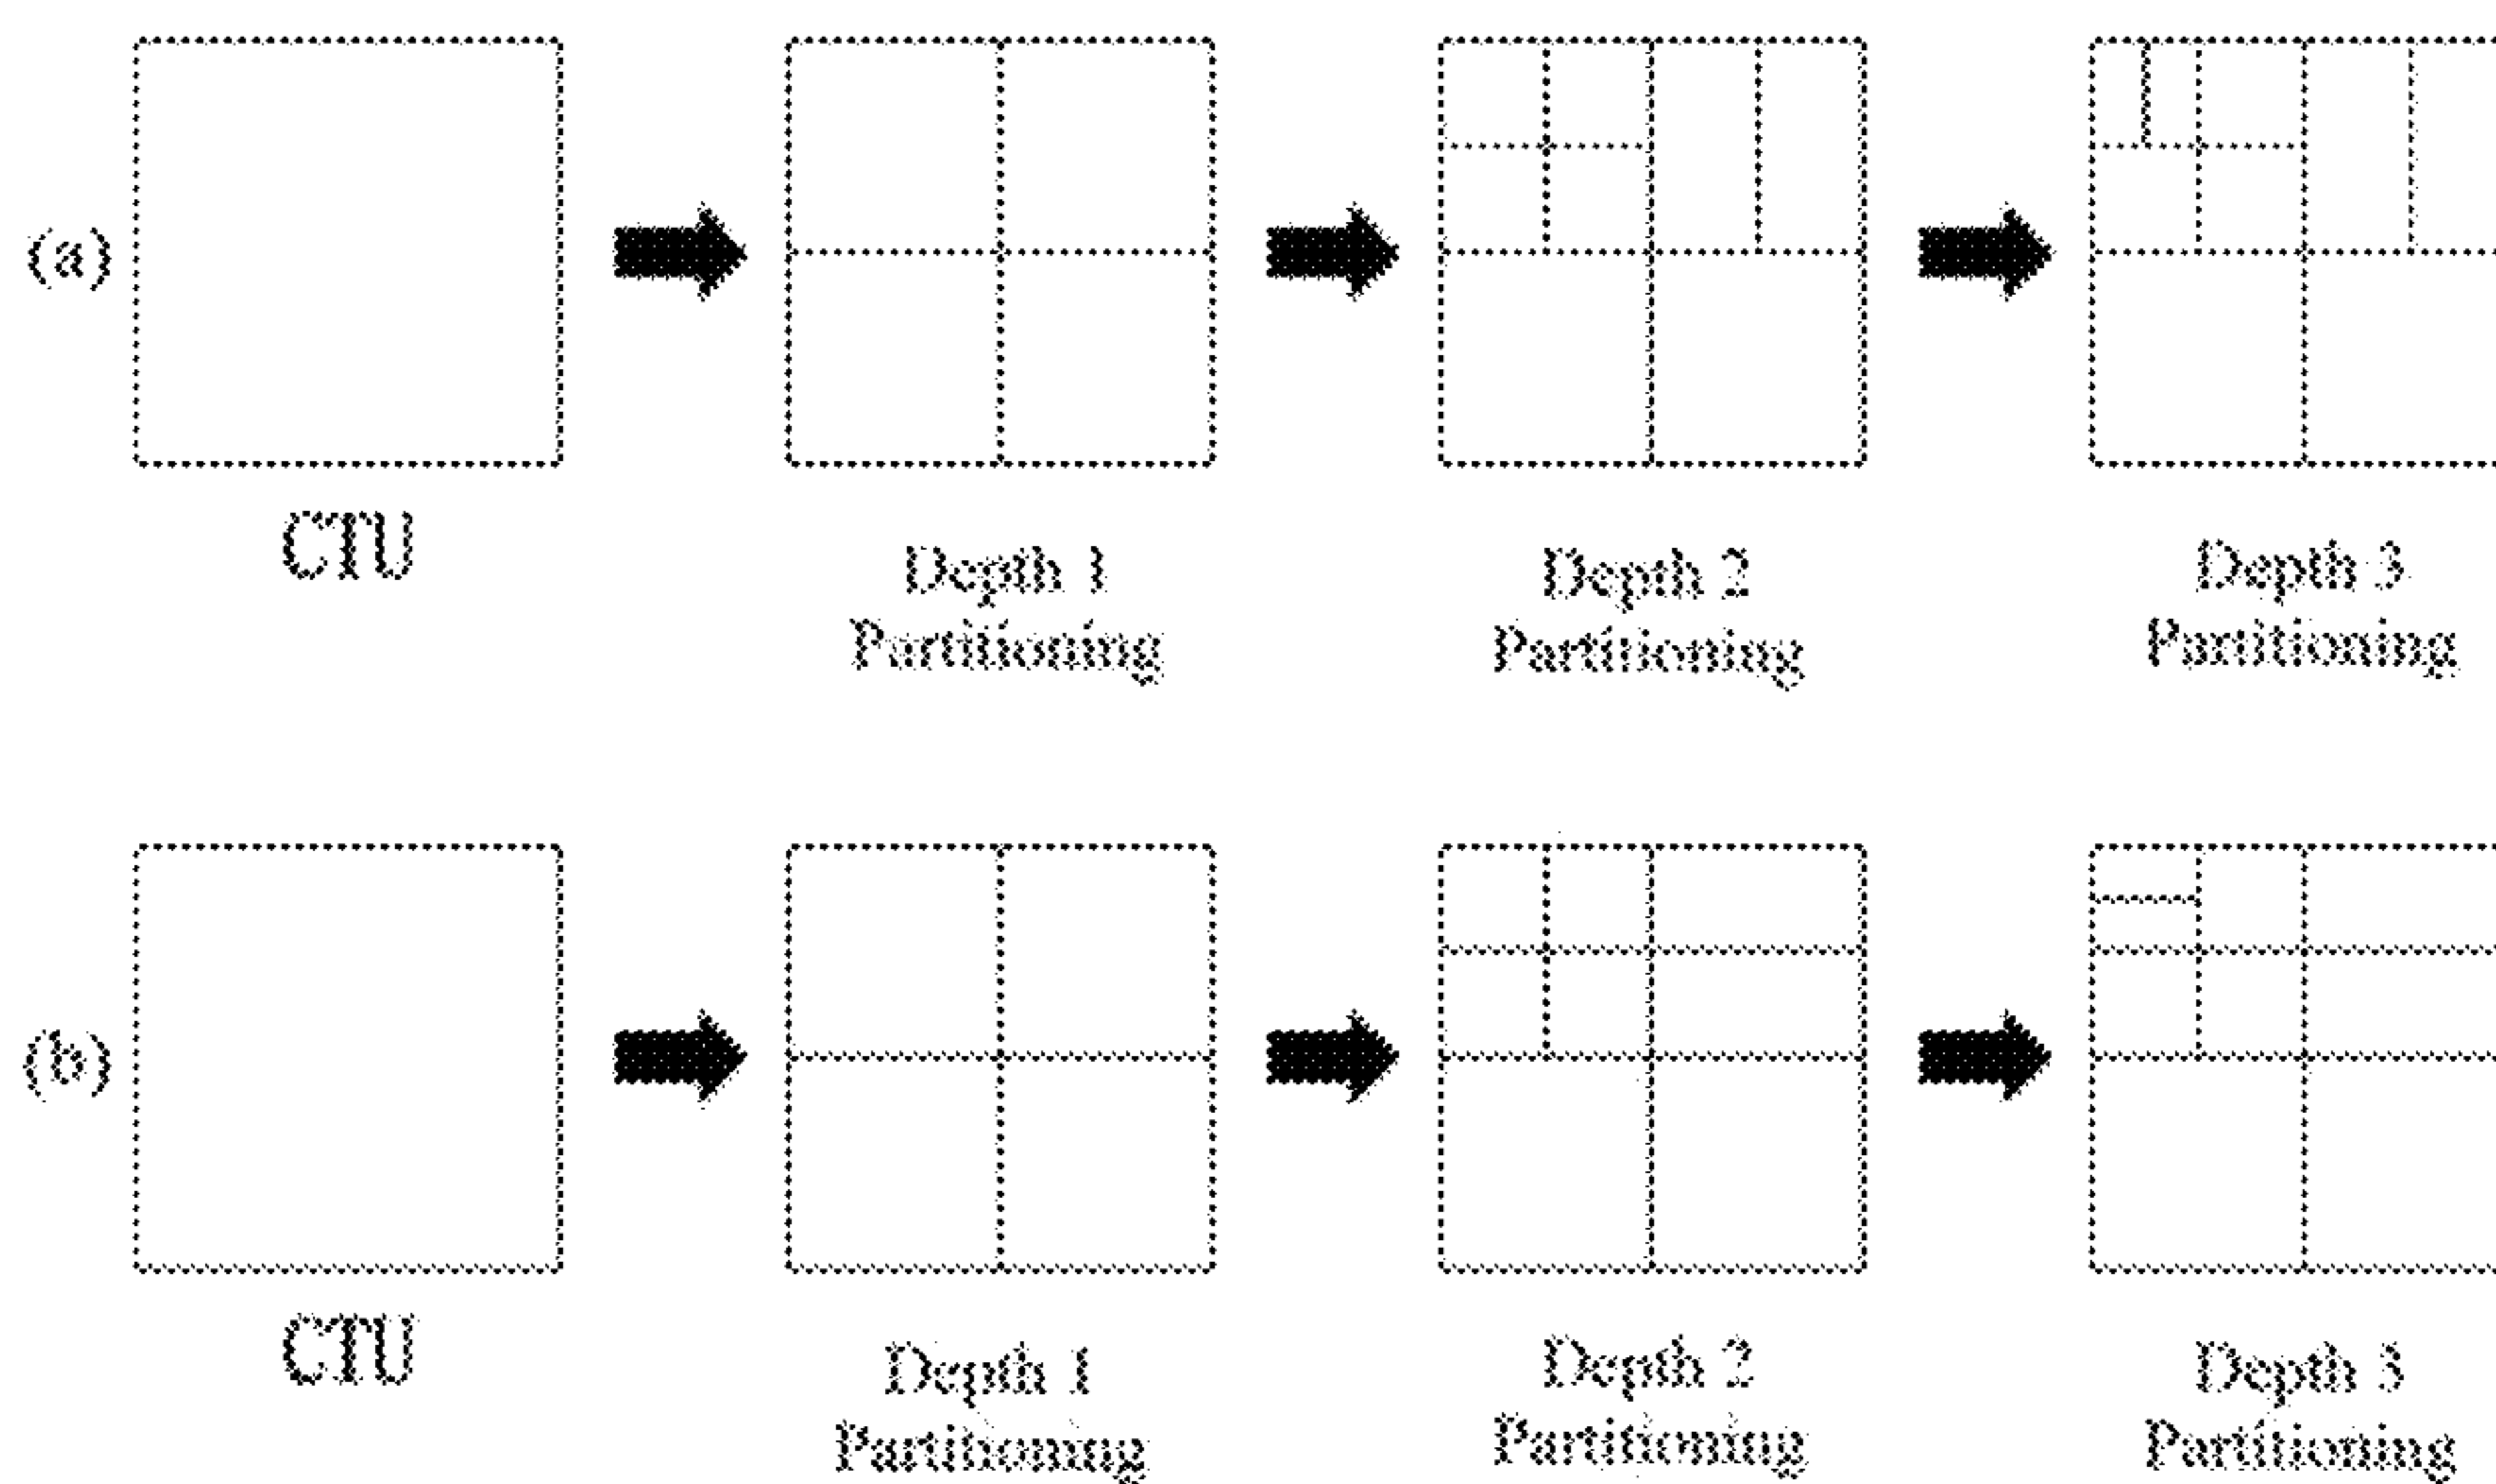 (a)
CTU
Depth 1
Partitioning
Depth 2
Partitioning
Depth 3
Partitioning
(b)
CTU
Depth 1
Partitioning
Depth 2
Partitioning
Depth 3
Partitioning